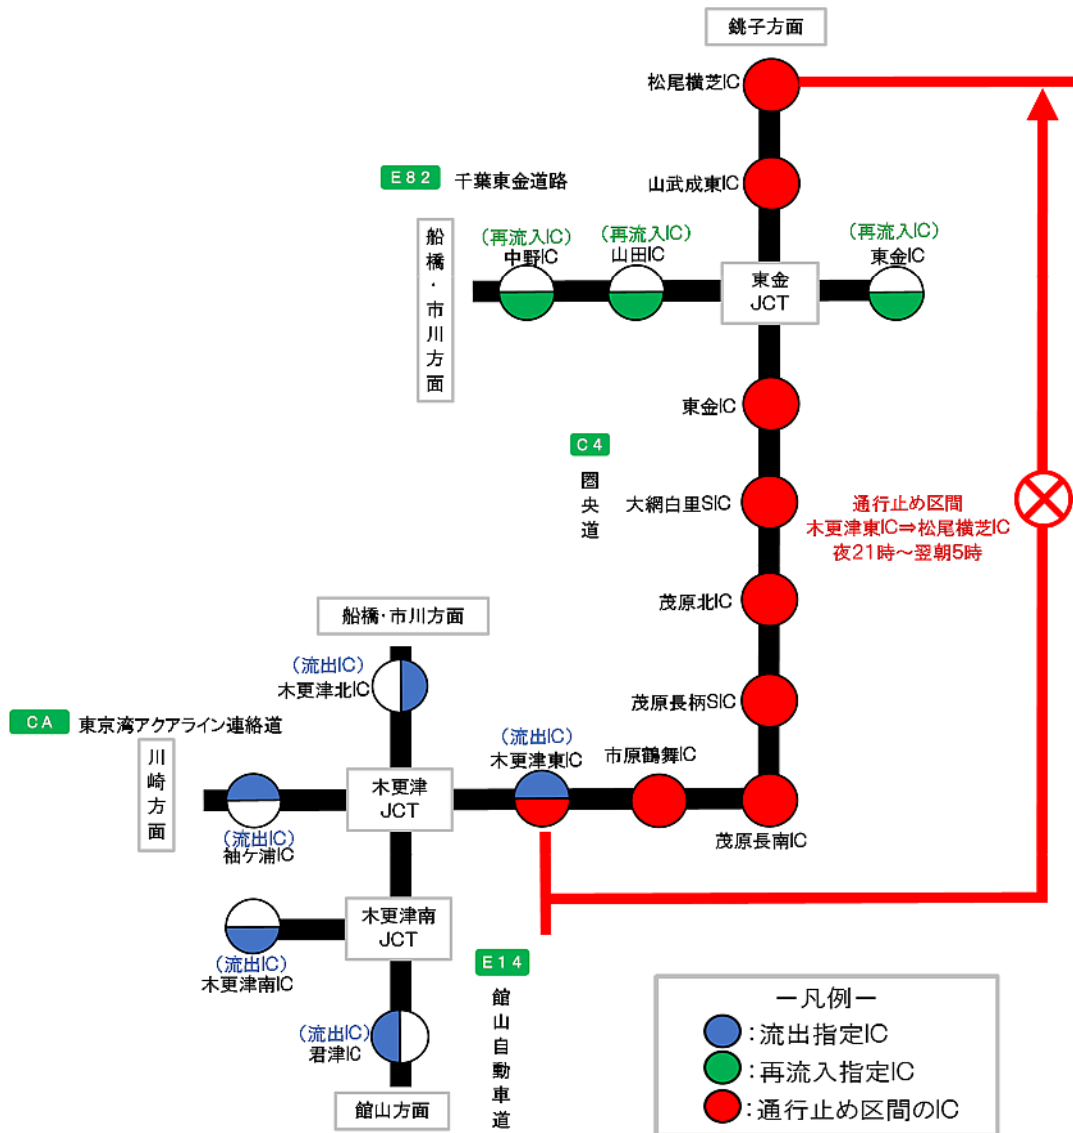 銚子方面
松尾横芝IC
E82
千葉東金道路
山武成東IC
船橋・市川方面
（再流入IC）
中野IC
（再流入IC）
山田IC
（再流入IC）
東金IC
東金
JCT
東金IC
C4
圏央道
大網白里SIC
通行止め区間
木更津東IC⇒松尾横芝IC
夜21時～翌朝5時
茂原北IC
船橋・市川方面
（流出IC）
木更津北IC
茂原長柄SIC
CA
東京湾アクアライン連絡道
川崎方面
（流出IC）
木更津東IC
市原鶴舞IC
木更津
JCT
茂原長南IC
（流出IC）
袖ケ浦IC
木更津南
JCT
（流出IC）
木更津南IC
E14
館山自動車道
（流出IC）
君津IC
館山方面
－凡例－
：流出指定IC
：再流入指定IC
：通行止め区間のIC